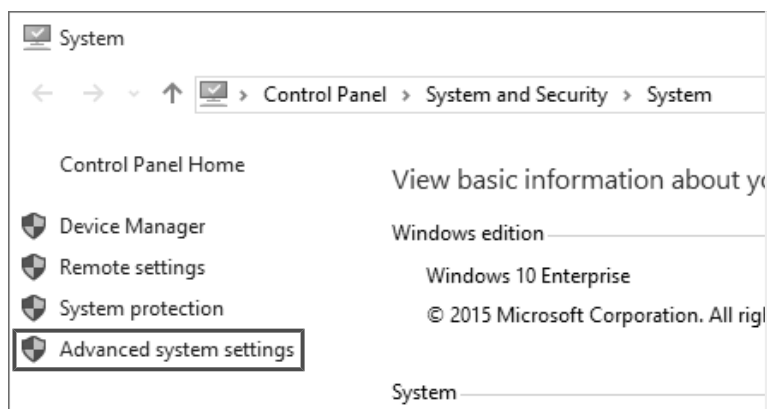 System
Control Panel > System and Security > System
Control Panel Home
View basic information about yo
Device Manager
Windows edition
Remote settings
Windows 10 Enterprise
System protection
© 2015 Microsoft Corporation. All rig
Advanced system settings
System